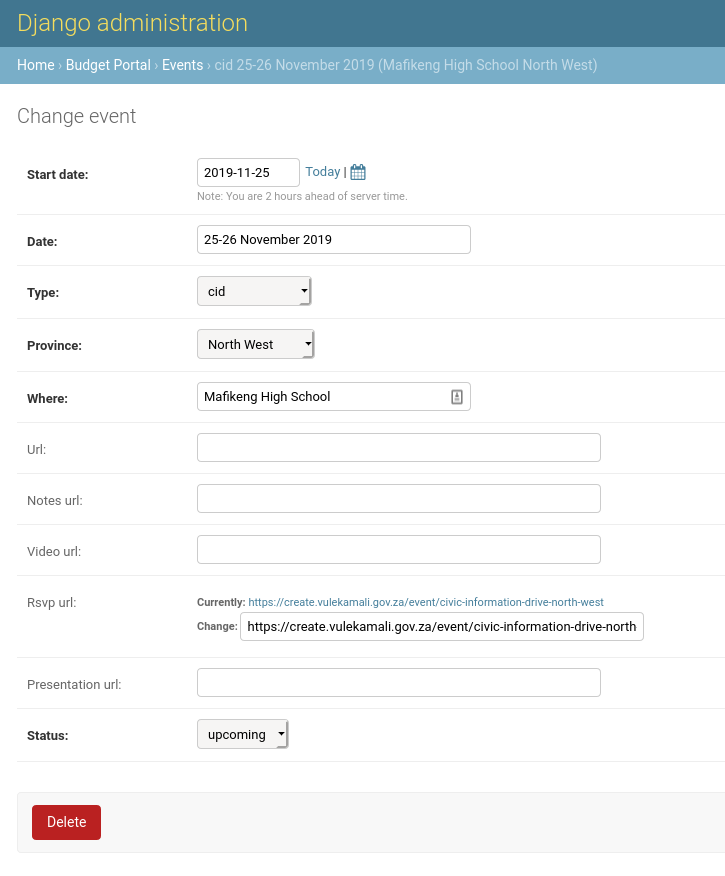 Django administration
Home › Budget Portal › Events › cid 25-26 November 2019 (Mafikeng High School North West)
Change event
Start date: 2019-11-25 Today |
Note: You are 2 hours ahead of server time.
Date: 25-26 November 2019
Type: cid
Province: North West
Where: Mafikeng High School
Url:
Notes url:
Video url:
Rsvp url: Currently: https://create.vulekamali.gov.za/event/civic-information-drive-north-west
Change: https://create.vulekamali.gov.za/event/civic-information-drive-north
Presentation url:
Status: upcoming
Delete